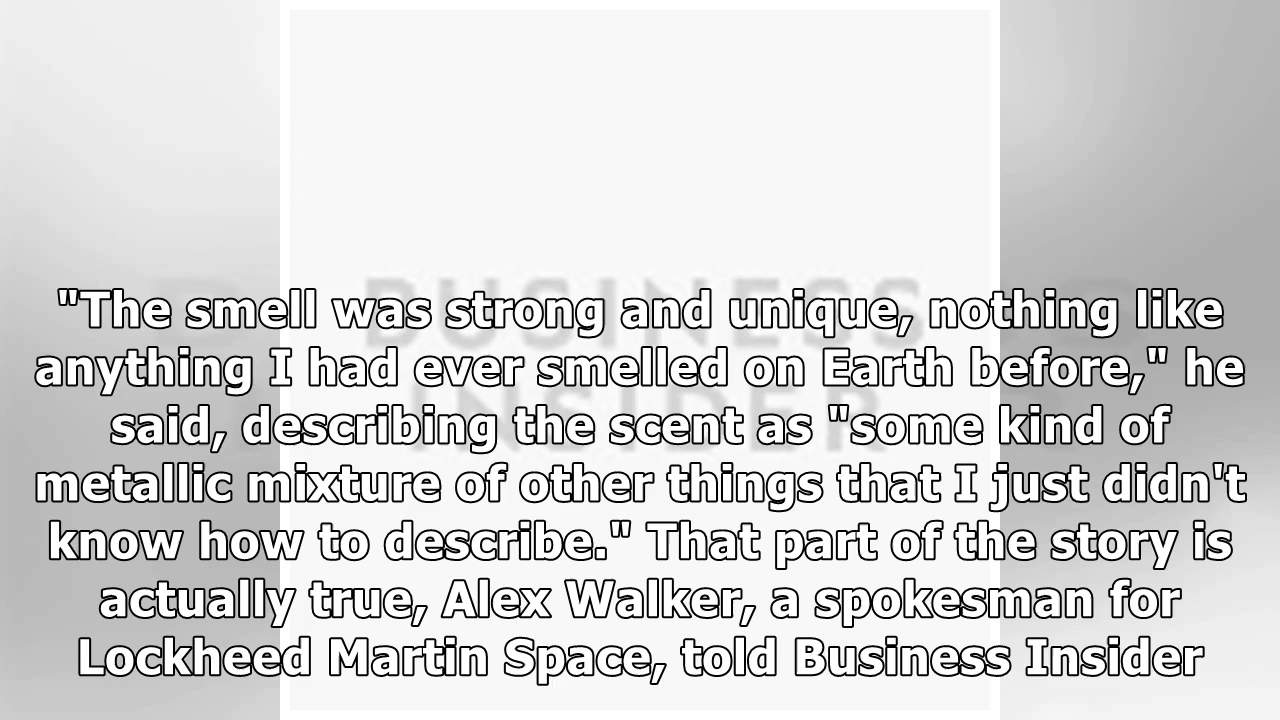 BUSINESS
INSIDER
"The smell was strong and unique, nothing like
anything I had ever smelled on Earth before," he
said, describing the scent as "some kind of
metallic mixture of other things that I just didn't
know how to describe." That part of the story is
actually true, Alex Walker, a spokesman for
Lockheed Martin Space, told Business Insider